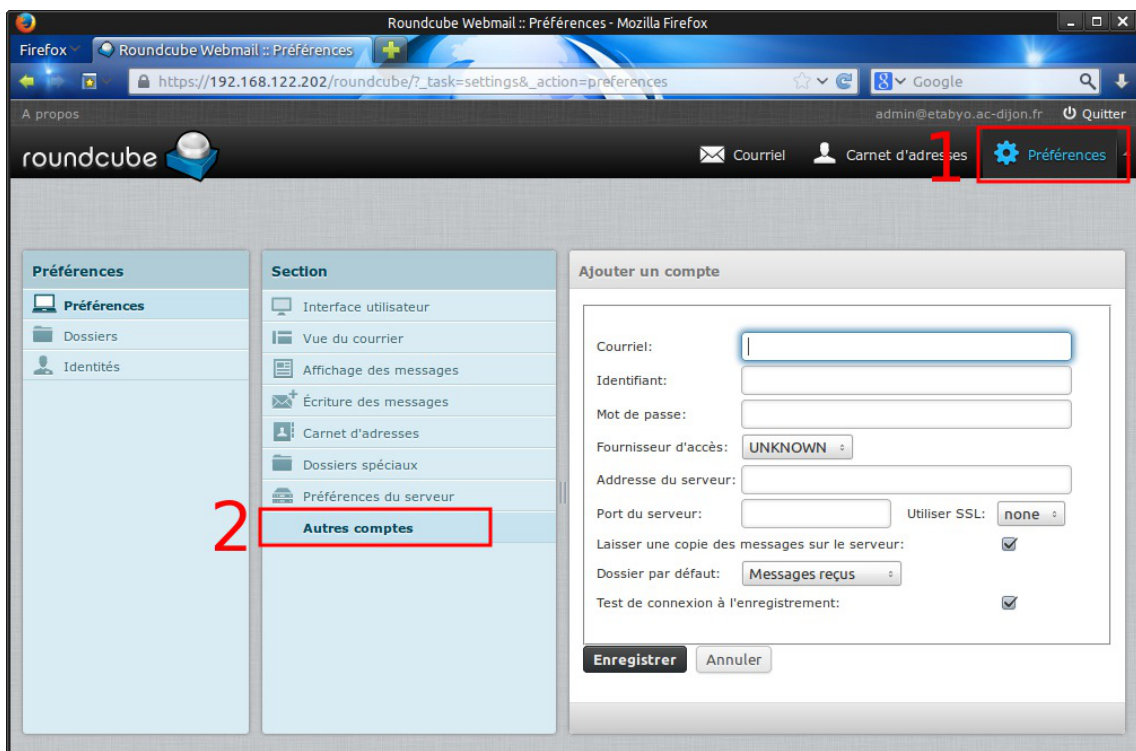 Roundcube Webmail :: Préférences - Mozilla Firefox
Firefox Roundcube Webmail :: Préférences
https://192.168.122.202/roundcube/?_task=settings&_action=preferences Google
A propos admin@etabyo.ac-dijon.fr Quitter
roundcube Courriel Carnet d'adresses 1 Préférences
Préférences Section Ajouter un compte
Préférences Interface utilisateur
Dossiers Vue du courrier Courriel:
Identités Affichage des messages Identifiant:
Écriture des messages Mot de passe:
Carnet d'adresses Fournisseur d'accès: UNKNOWN
Dossiers spéciaux Addresse du serveur:
Préférences du serveur Port du serveur: Utiliser SSL: none
2 Autres comptes Laisser une copie des messages sur le serveur:
Dossier par défaut: Messages reçus
Test de connexion à l'enregistrement:
Enregistrer Annuler